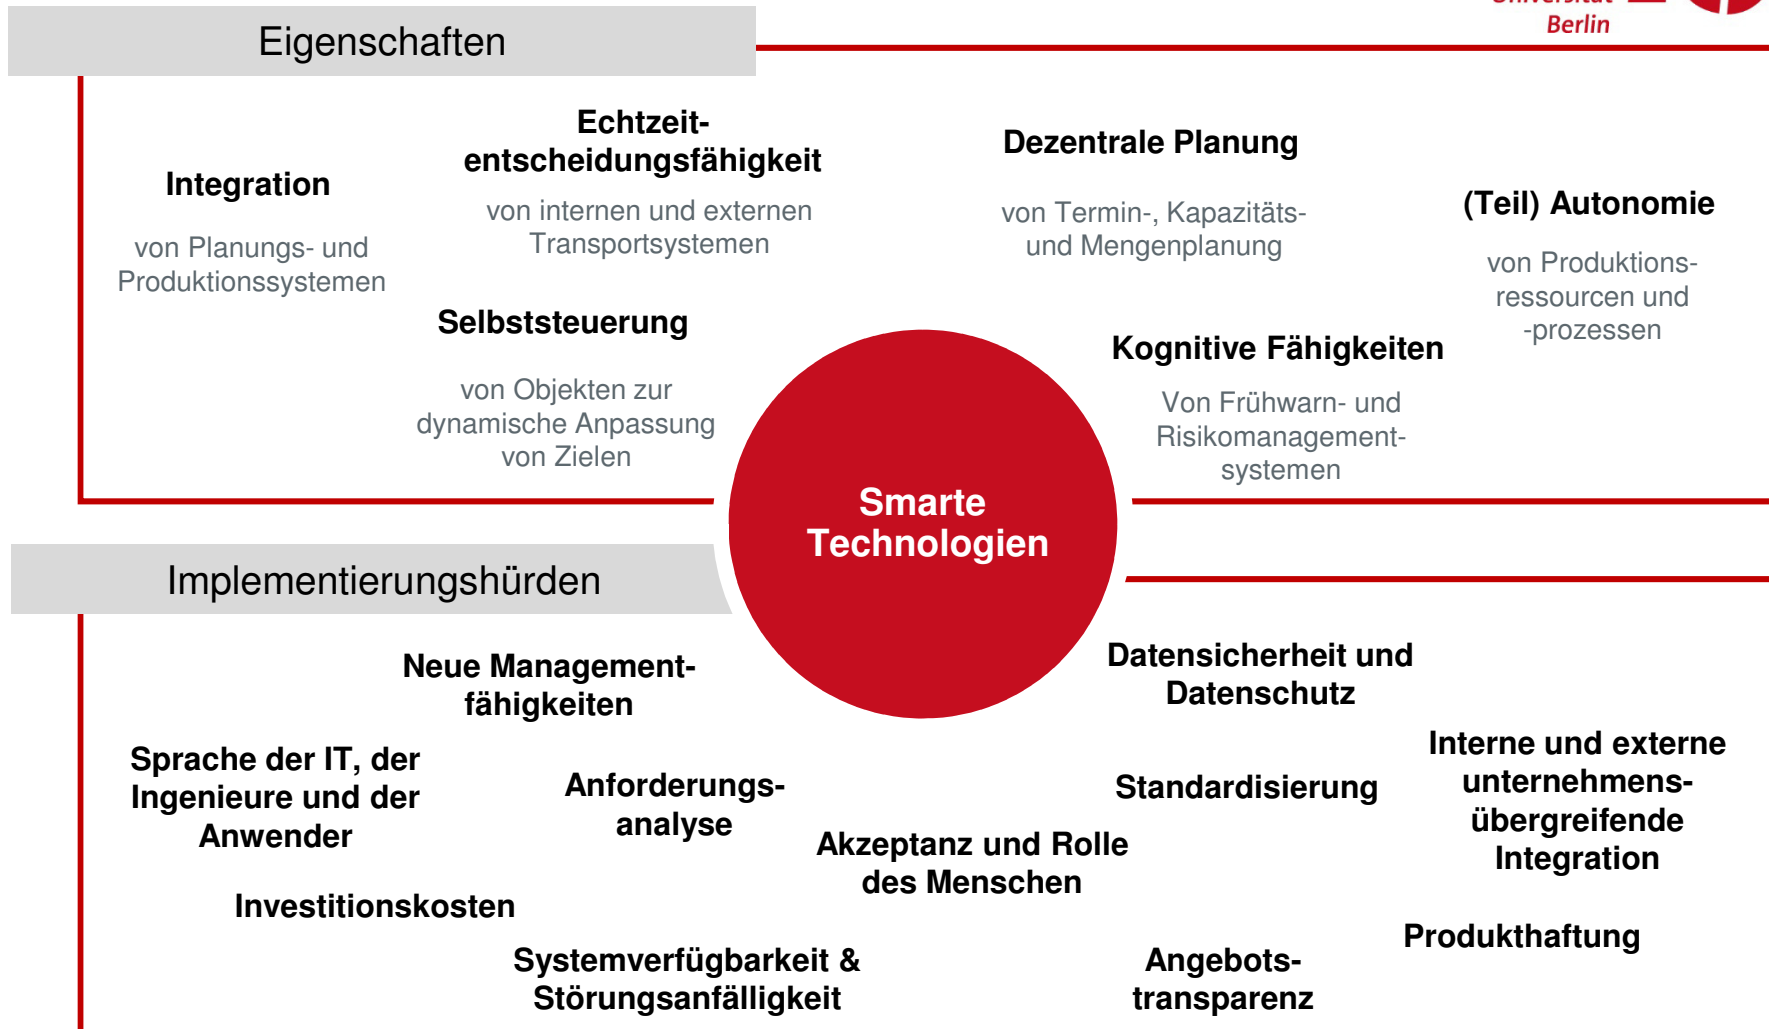 Berlin
Eigenschaften
Integration
von Planungs- und
Produktionssystemen
Echtzeit-
entscheidungsfähigkeit
von internen und externen
Transportsystemen
Dezentrale Planung
von Termin-, Kapazitäts-
und Mengenplanung
(Teil) Autonomie
von Produktions-
ressourcen und
-prozessen
Selbststeuerung
von Objekten zur
dynamische Anpassung
von Zielen
Kognitive Fähigkeiten
Von Frühwarn- und
Risikomanagement-
systemen
Smarte
Technologien
Implementierungshürden
Neue Management-
fähigkeiten
Datensicherheit und
Datenschutz
Sprache der IT, der
Ingenieure und der
Anwender
Anforderungs-
analyse
Standardisierung
Interne und externe
unternehmens-
übergreifende
Integration
Akzeptanz und Rolle
des Menschen
Investitionskosten
Produkthaftung
Systemverfügbarkeit &
Störungsanfälligkeit
Angebots-
transparenz